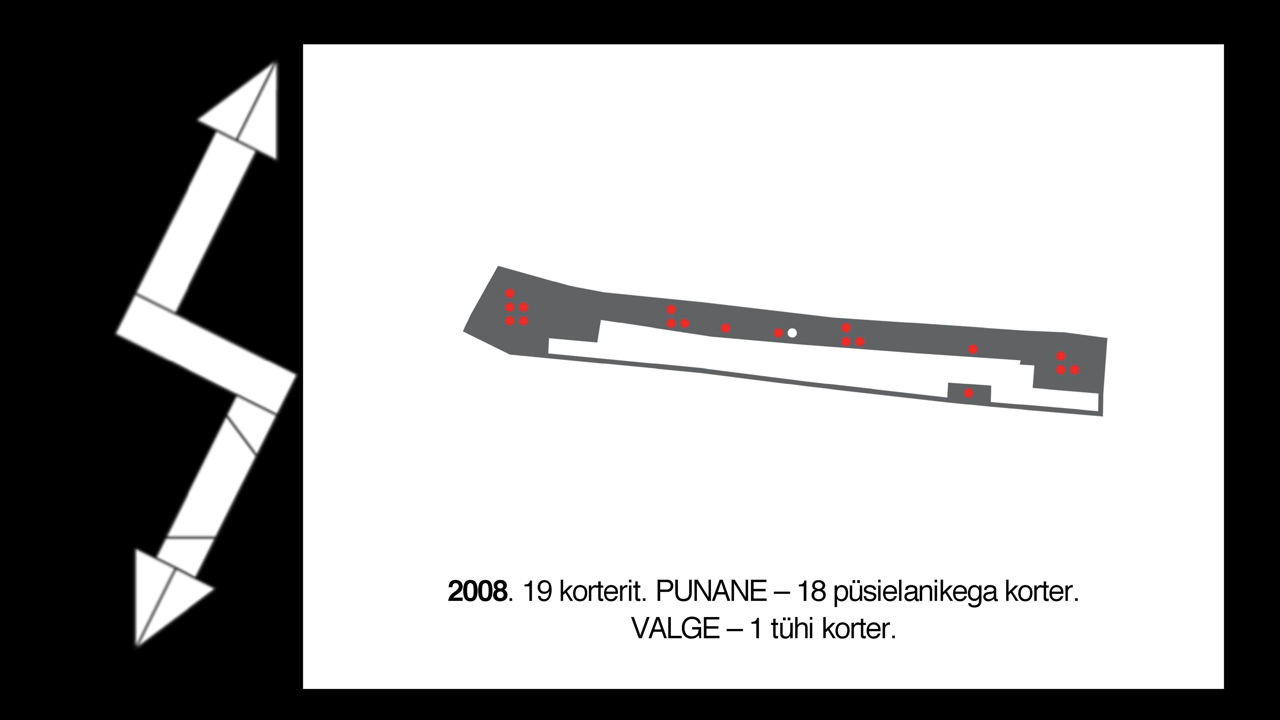 2008. 19 korterit. PUNANE – 18 püsielanikega korter.
VALGE – 1 tühi korter.